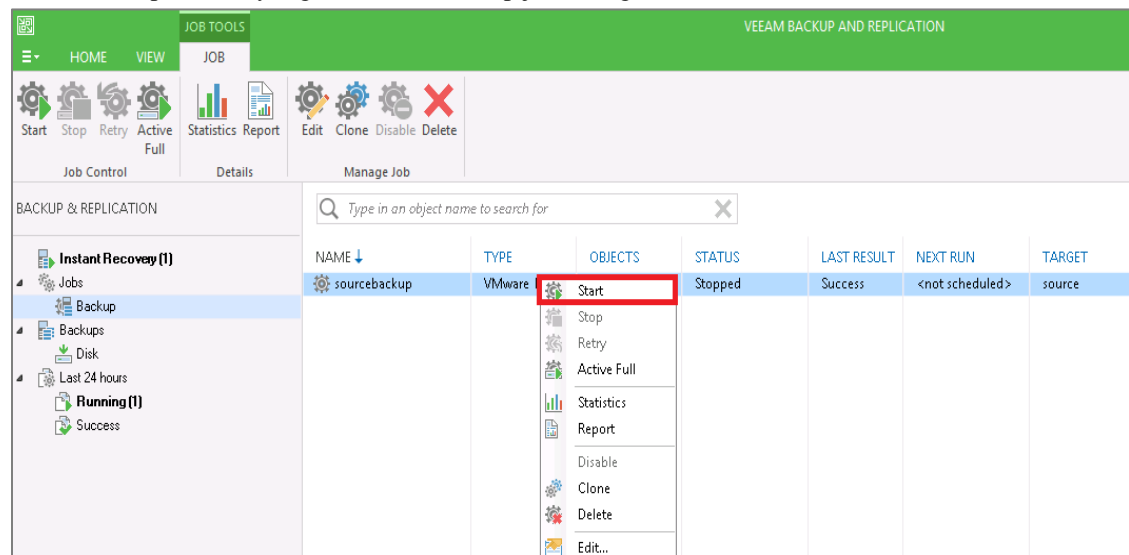 JOB TOOLS
VEEAM BACKUP AND REPLICATION
HOME VIEW JOB
Start Stop Retry Active Full Statistics Report Edit Clone Disable Delete
Job Control Details Manage Job
BACKUP & REPLICATION
Type in an object name to search for
Instant Recovery (1)
NAME TYPE OBJECTS STATUS LAST RESULT NEXT RUN TARGET
Jobs
sourcebackup VMware Stopped Success <not scheduled> source
Backup
Backups
Disk
Last 24 hours
Running (1)
Success
Start
Stop
Retry
Active Full
Statistics
Report
Disable
Clone
Delete
Edit...